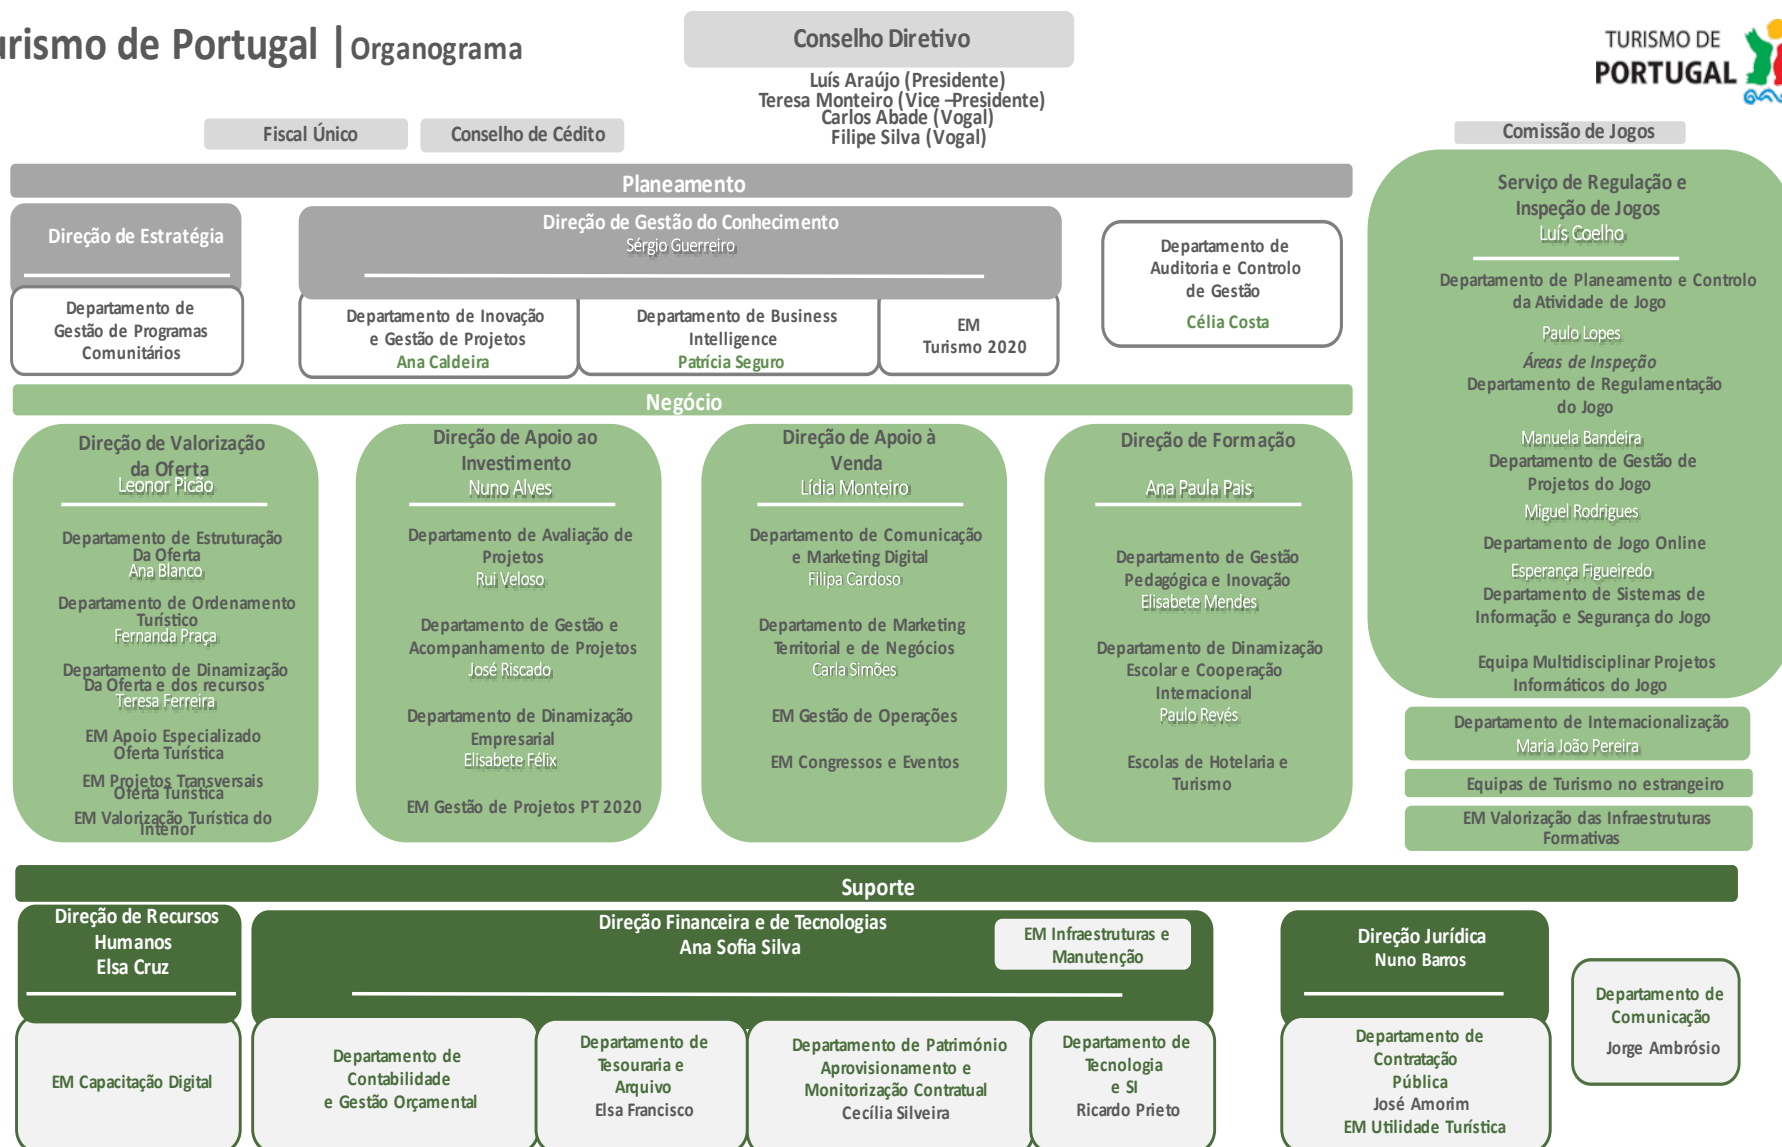 urismo de Portugal | Organograma
Conselho Diretivo
Luís Araújo (Presidente)
Teresa Monteiro (Vice –Presidente)
Carlos Abade (Vogal)
Filipe Silva (Vogal)
TURISMO DE
PORTUGAL
Fiscal Único
Conselho de Cédito
Comissão de Jogos
Planeamento
Direção de Estratégia
Departamento de
Gestão de Programas
Comunitários
Direção de Gestão do Conhecimento
Sérgio Guerreiro
Departamento de Inovação
e Gestão de Projetos
Ana Caldeira
Departamento de Business
Intelligence
Patrícia Seguro
EM
Turismo 2020
Departamento de
Auditoria e Controlo
de Gestão
Célia Costa
Serviço de Regulação e
Inspeção de Jogos
Luís Coelho
Departamento de Planeamento e Controlo
da Atividade de Jogo
Paulo Lopes
Áreas de Inspeção
Departamento de Regulamentação
do Jogo
Manuela Bandeira
Departamento de Gestão de
Projetos do Jogo
Miguel Rodrigues
Departamento de Jogo Online
Esperança Figueiredo
Departamento de Sistemas de
Informação e Segurança do Jogo
Equipa Multidisciplinar Projetos
Informáticos do Jogo
Negócio
Direção de Valorização
da Oferta
Leonor Picão
Departamento de Estruturação
Da Oferta
Ana Blanco
Departamento de Ordenamento
Turístico
Fernanda Praça
Departamento de Dinamização
Da Oferta e dos recursos
Teresa Ferreira
EM Apoio Especializado
Oferta Turística
EM Projetos Transversais
Oferta Turística
EM Valorização Turística do
Interior
Direção de Apoio ao
Investimento
Nuno Alves
Departamento de Avaliação de
Projetos
Rui Veloso
Departamento de Gestão e
Acompanhamento de Projetos
José Riscado
Departamento de Dinamização
Empresarial
Elisabete Félix
EM Gestão de Projetos PT 2020
Direção de Apoio à
Venda
Lídia Monteiro
Departamento de Comunicação
e Marketing Digital
Filipa Cardoso
Departamento de Marketing
Territorial e de Negócios
Carla Simões
EM Gestão de Operações
EM Congressos e Eventos
Direção de Formação
Ana Paula Pais
Departamento de Gestão
Pedagógica e Inovação
Elisabete Mendes
Departamento de Dinamização
Escolar e Cooperação
Internacional
Paulo Revés
Escolas de Hotelaria e
Turismo
Departamento de Internacionalização
Maria João Pereira
Equipas de Turismo no estrangeiro
EM Valorização das Infraestruturas
Formativas
Suporte
Direção de Recursos
Humanos
Elsa Cruz
EM Capacitação Digital
Direção Financeira e de Tecnologias
Ana Sofia Silva
EM Infraestruturas e
Manutenção
Departamento de
Contabilidade
e Gestão Orçamental
Departamento de
Tesouraria e
Arquivo
Elsa Francisco
Departamento de Património
Aprovisionamento e
Monitorização Contratual
Cecília Silveira
Departamento de
Tecnologia
e SI
Ricardo Prieto
Direção Jurídica
Nuno Barros
Departamento de
Contratação
Pública
José Amorim
EM Utilidade Turística
Departamento de
Comunicação
Jorge Ambrósio